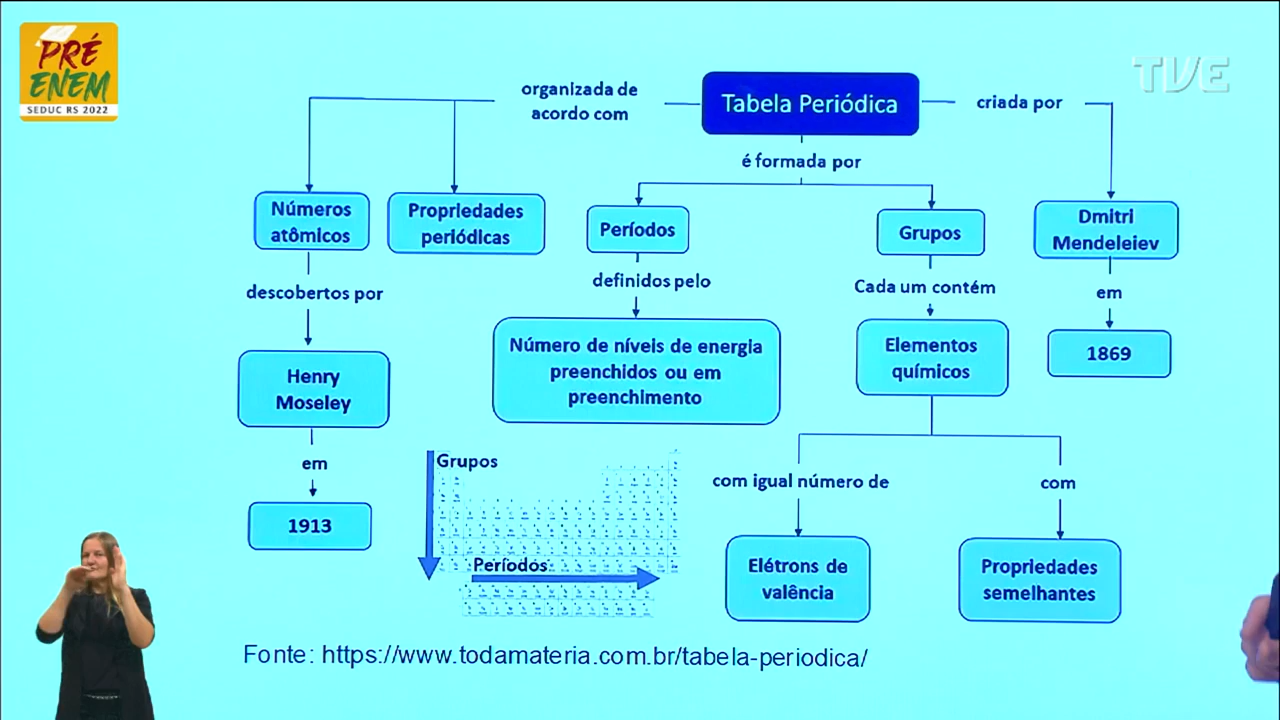 PRÉ
ENEM
SEDUC RS 2022
TVE
organizada de
acordo com
Tabela Periódica
criada por
é formada por
Números
atômicos
Propriedades
periódicas
Períodos
Grupos
Dmitri
Mendeleiev
descobertos por
definidos pelo
Cada um contém
em
Henry
Moseley
Número de níveis de energia
preenchidos ou em
preenchimento
Elementos
químicos
1869
em
1913
Grupos
Períodos
com igual número de
com
Elétrons de
valência
Propriedades
semelhantes
Fonte: https://www.todamateria.com.br/tabela-periodica/